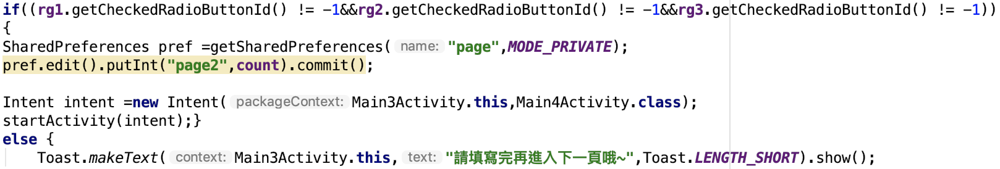 if((rg1.getCheckedRadioButtonId() != -1&&rg2.getCheckedRadioButtonId() != -1&&rg3.getCheckedRadioButtonId() != -1))
{
SharedPreferences pref =getSharedPreferences( name: "page",MODE_PRIVATE);
pref.edit().putInt("page2",count).commit();
Intent intent =new Intent( packageContext: Main3Activity.this,Main4Activity.class);
startActivity(intent);}
else {
Toast.makeText( context: Main3Activity.this, text: "請填寫完再進入下一頁哦~",Toast.LENGTH_SHORT).show();